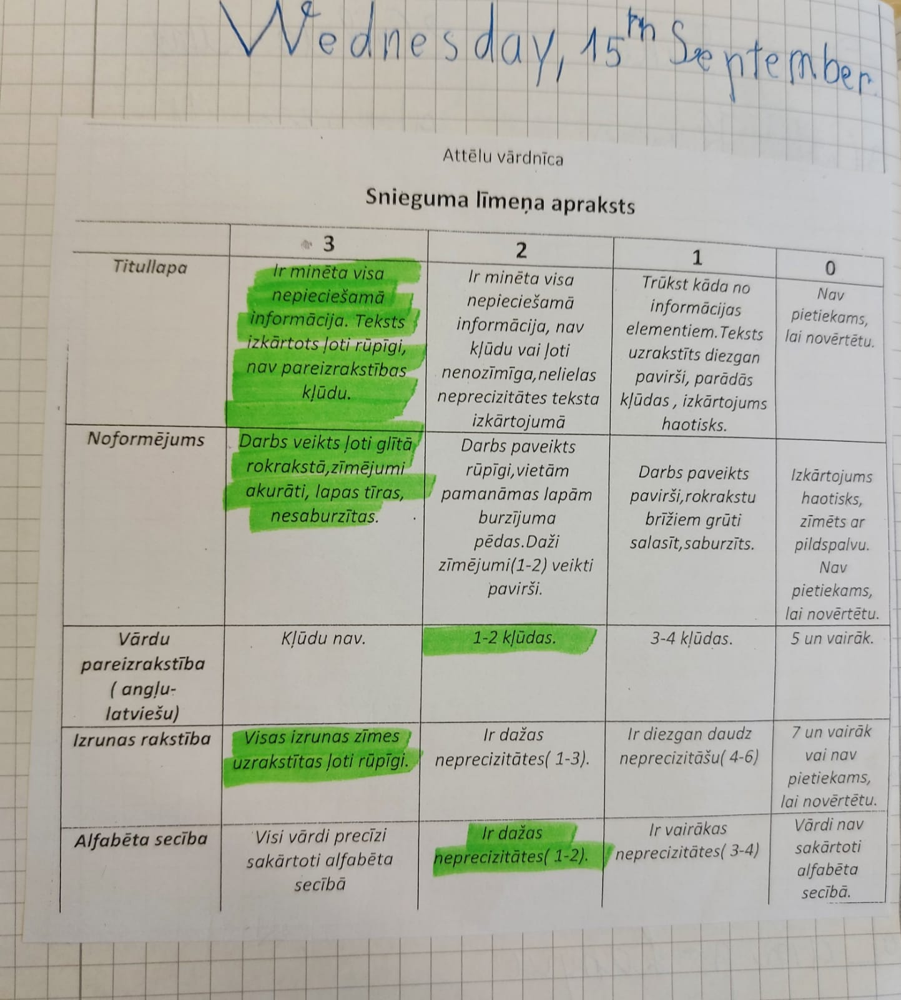 Wednesday, 15th September.
Attēlu vārdnīca
Snieguma līmeņa apraksts
3
2
1
0
Titullapa
Ir minēta visa
nepieciešamā
informācija. Teksts
izkārtots ļoti rūpīgi,
nav pareizrakstības
kļūdu.
Ir minēta visa
nepieciešamā
informācija, nav
kļūdu vai ļoti
nenozīmīga,nelielas
neprecizitātes teksta
izkārtojumā
Trūkst kāda no
informācijas
elementiem.Teksts
uzrakstīts diezgan
pavirši, parādās
kļūdas , izkārtojums
haotisks.
Nav
pietiekams,
lai novērtētu.
Noformējums
Darbs veikts ļoti glītā
rokrakstā,zīmējumi
akurāti, lapas tīras,
nesaburzītas.
Darbs paveikts
rūpīgi,vietām
pamanāmas lapām
burzījuma
pēdas.Daži
zīmējumi(1-2) veikti
pavirši.
Darbs paveikts
pavirši,rokrakstu
brīžiem grūti
salasīt,saburzīts.
Izkārtojums
haotisks,
zīmēts ar
pildspalvu.
Nav
pietiekams,
lai novērtētu.
Vārdu
pareizrakstība
( angļu-
latviešu)
Kļūdu nav.
1-2 kļūdas.
3-4 kļūdas.
5 un vairāk.
Izrunas rakstība
Visas izrunas zīmes
uzrakstītas ļoti rūpīgi.
Ir dažas
neprecizitātes( 1-3).
Ir diezgan daudz
neprecizitāšu( 4-6)
7 un vairāk
vai nav
pietiekams,
lai novērtētu.
Alfabēta secība
Visi vārdi precīzi
sakārtoti alfabēta
secībā
Ir dažas
neprecizitātes( 1-2).
Ir vairākas
neprecizitātes( 3-4)
Vārdi nav
sakārtoti
alfabēta
secībā.